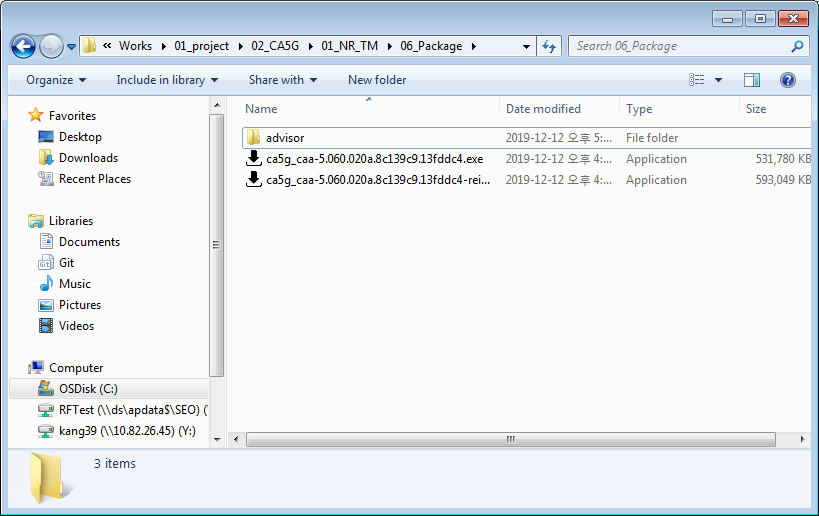 « Works 01_project 02_CA5G 01_NR_TM 06_Package
Search 06_Package
Organize Include in library Share with New folder
Favorites
Desktop
Downloads
Recent Places
Libraries
Documents
Git
Music
Pictures
Videos
Computer
OSDisk (C:)
RFTest (\\ds\apdata$\SEO) (
kang39 (\\10.82.26.45) (Y:)
Name Date modified Type Size
advisor 2019-12-12 오후 5:... File folder
ca5g_caa-5.060.020a.8c139c9.13fddc4.exe 2019-12-12 오후 4:... Application 531,780 KB
ca5g_caa-5.060.020a.8c139c9.13fddc4-rei... 2019-12-12 오후 4:... Application 593,049 KB
3 items